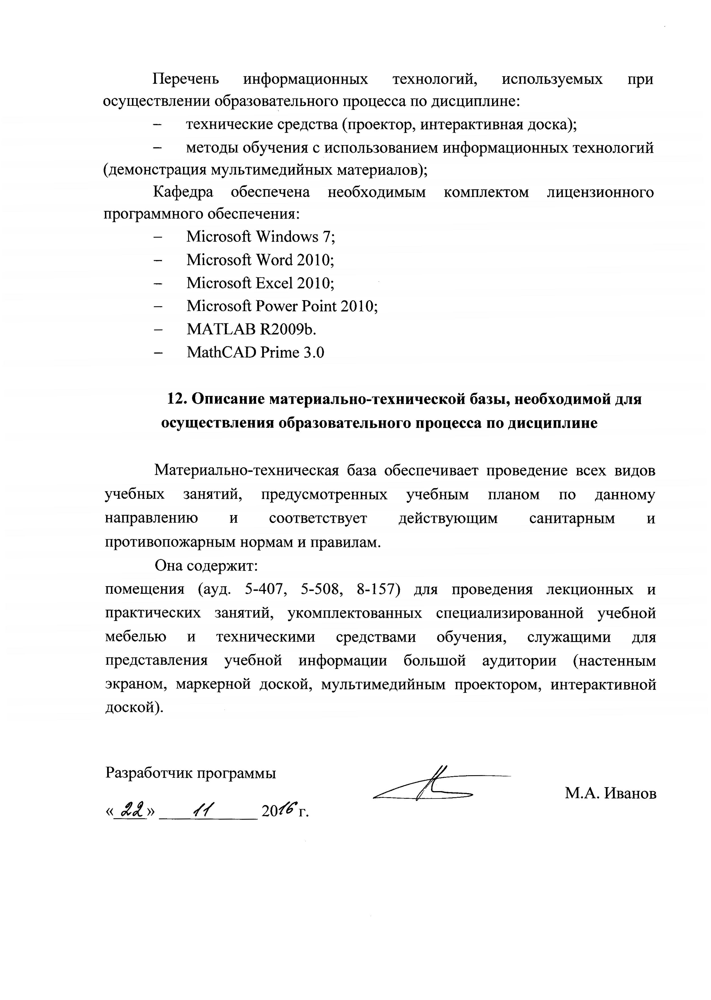 Перечень информационных технологий, используемых при
осуществлении образовательного процесса по дисциплине:
– технические средства (проектор, интерактивная доска);
– методы обучения с использованием информационных технологий
(демонстрация мультимедийных материалов);
Кафедра обеспечена необходимым комплектом лицензионного
программного обеспечения:
– Microsoft Windows 7;
– Microsoft Word 2010;
– Microsoft Excel 2010;
– Microsoft Power Point 2010;
– MATLAB R2009b.
– MathCAD Prime 3.0
12. Описание материально-технической базы, необходимой для
осуществления образовательного процесса по дисциплине
Материально-техническая база обеспечивает проведение всех видов
учебных занятий, предусмотренных учебным планом по данному
направлению и соответствует действующим санитарным и
противопожарным нормам и правилам.
Она содержит:
помещения (ауд. 5-407, 5-508, 8-157) для проведения лекционных и
практических занятий, укомплектованных специализированной учебной
мебелью и техническими средствами обучения, служащими для
представления учебной информации большой аудитории (настенным
экраном, маркерной доской, мультимедийным проектором, интерактивной
доской).
Разработчик программы
М.А. Иванов
«22» 11 2016 г.